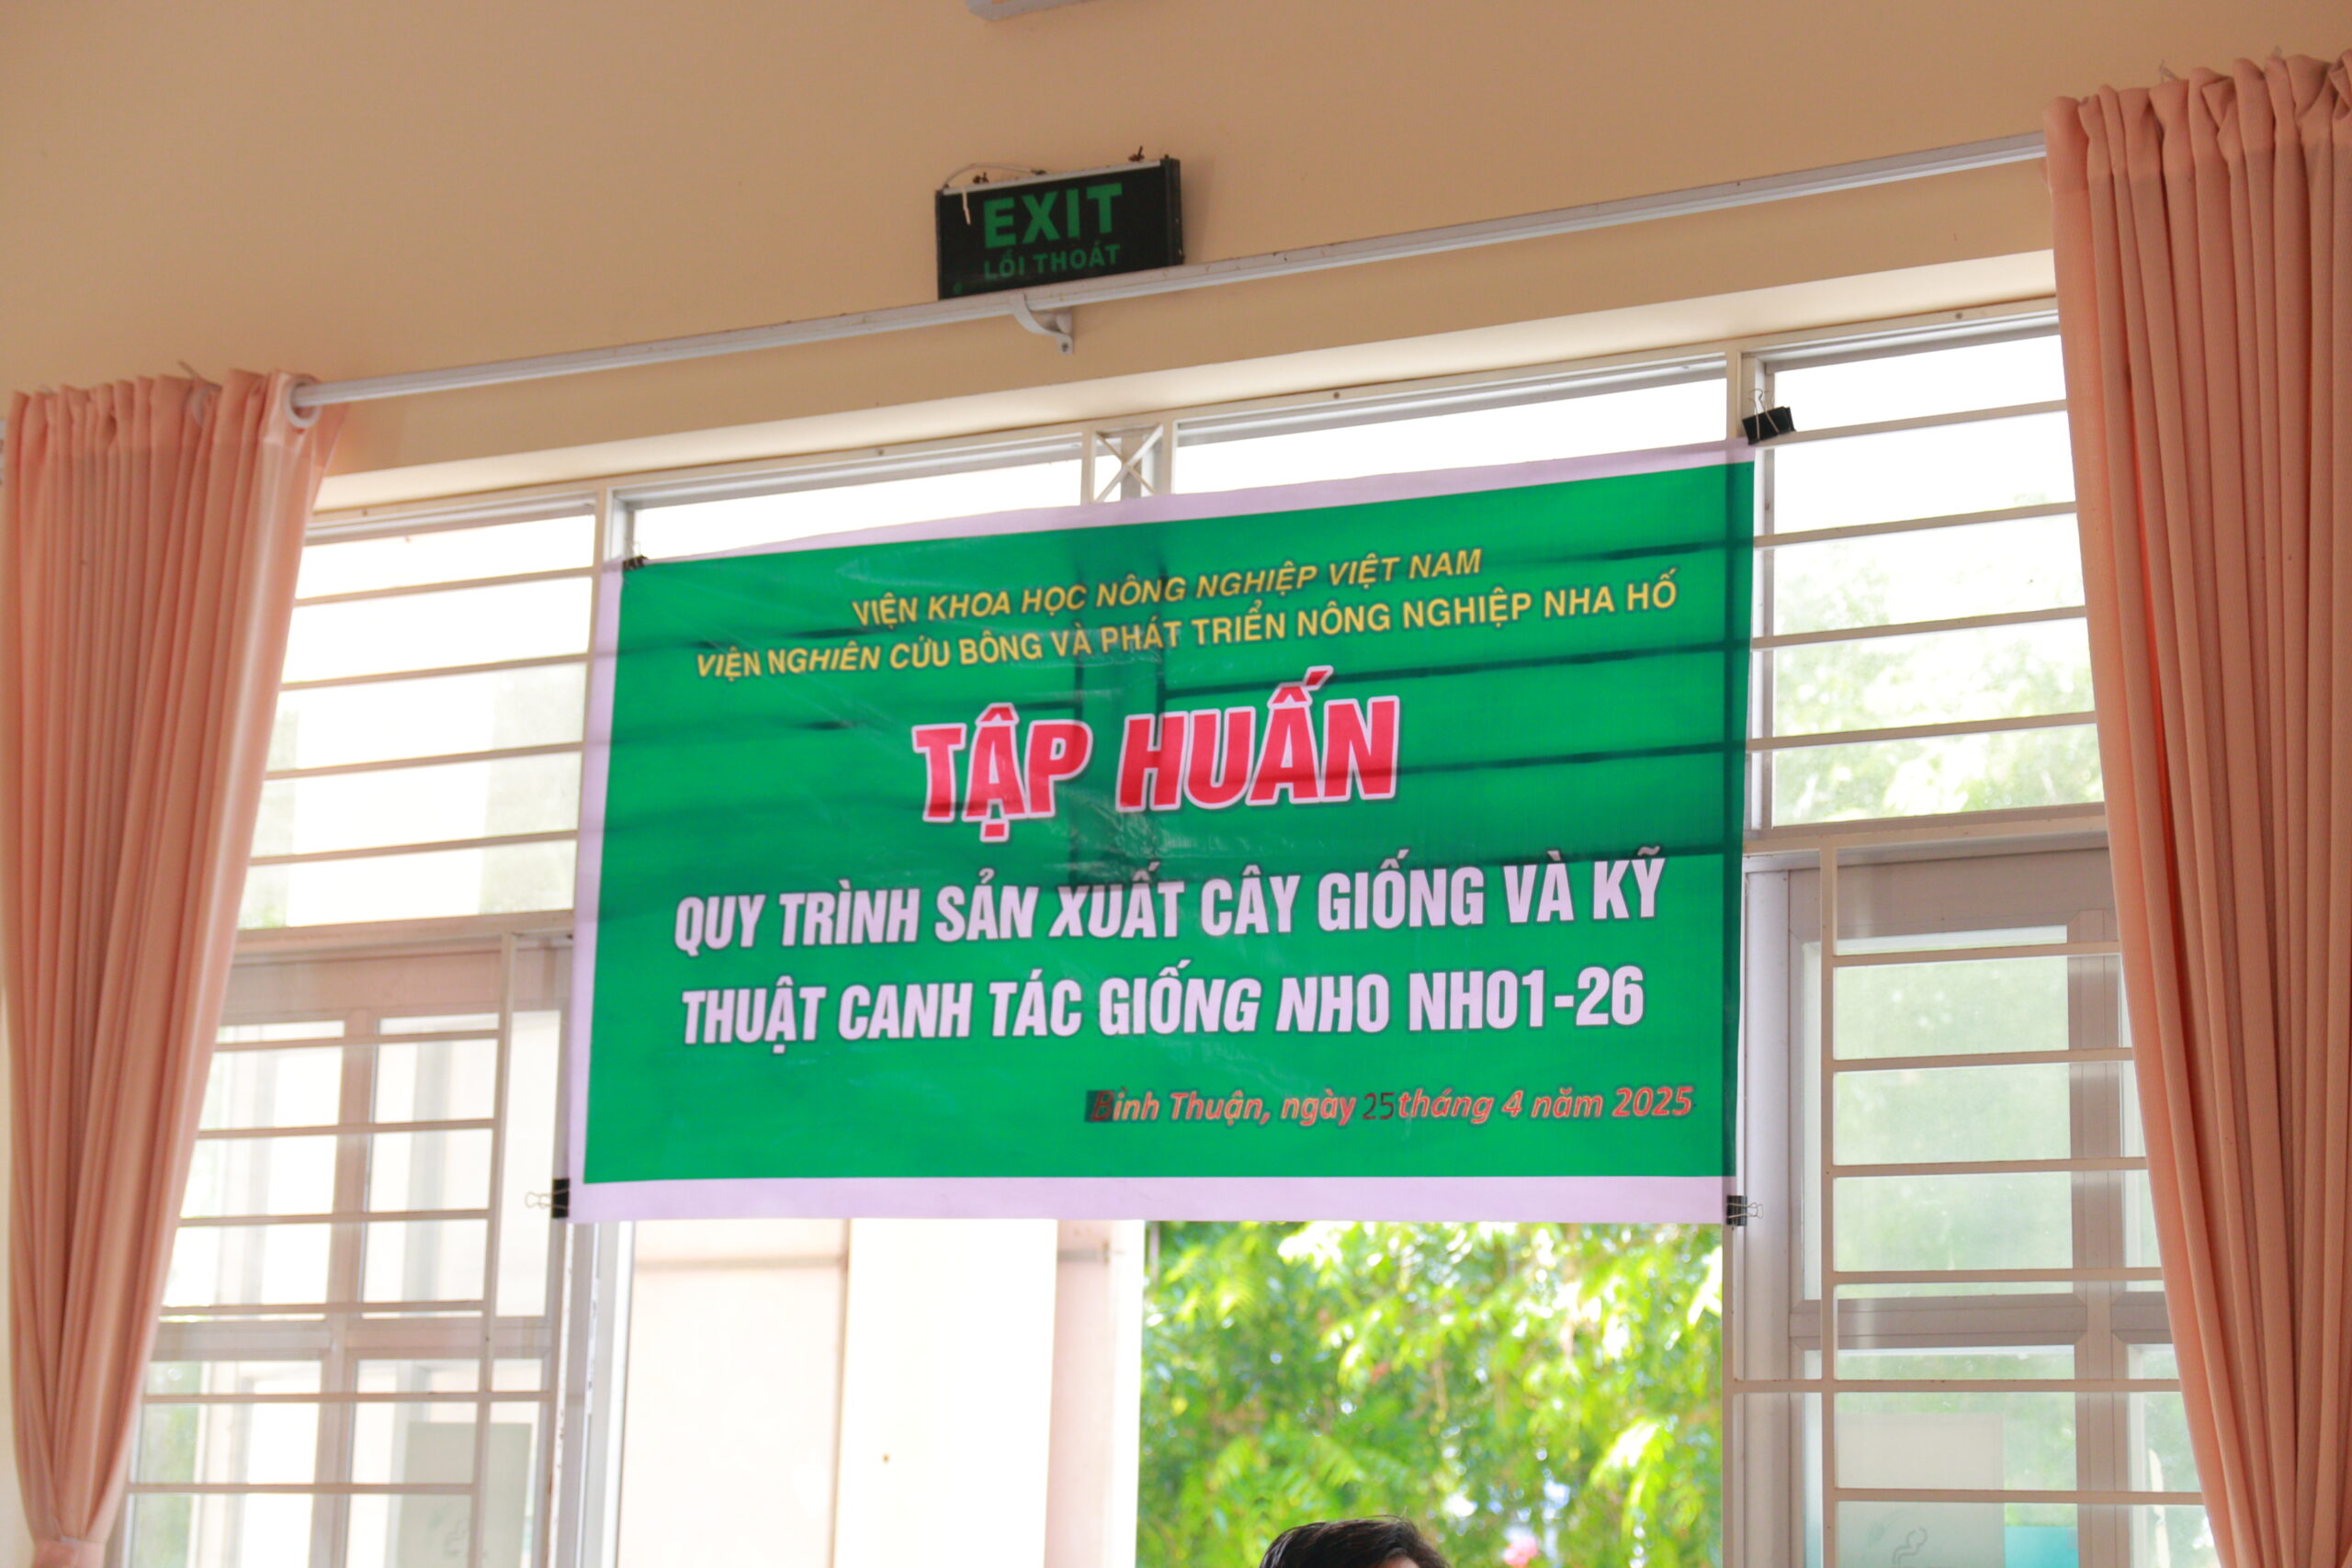 EXIT
LỐI THOÁT
VIỆN KHOA HỌC NÔNG NGHIỆP VIỆT NAM
VIỆN NGHIÊN CỨU BÔNG VÀ PHÁT TRIỂN NÔNG NGHIỆP NHA HỐ
TẬP HUẤN
QUY TRÌNH SẢN XUẤT CÂY GIỐNG VÀ KỸ
THUẬT CANH TÁC GIỐNG NHO NH01-26
Bình Thuận, ngày 25 tháng 4 năm 2025